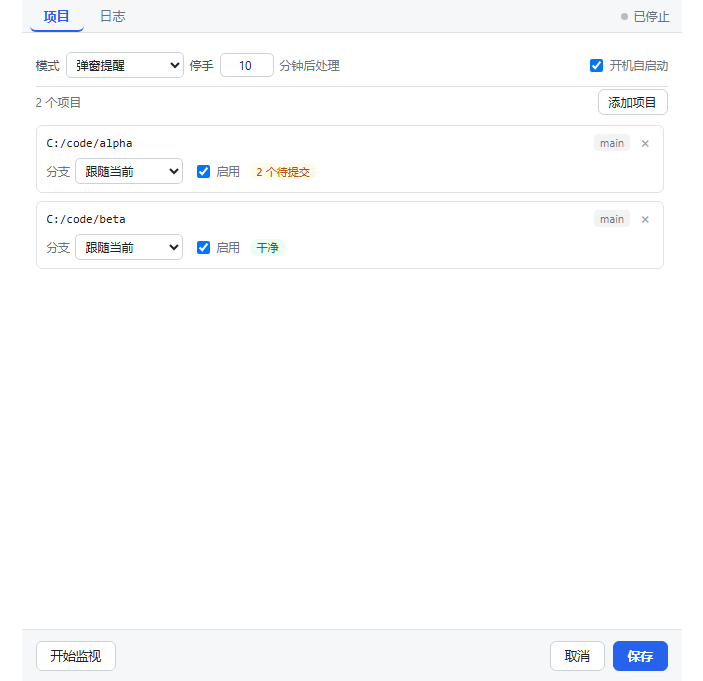 项目 日志 已停止
模式 弹窗提醒 停手 10 分钟后处理 开机自启动
2 个项目 添加项目
C:/code/alpha main ×
分支 跟随当前 启用 2 个待提交
C:/code/beta main ×
分支 跟随当前 启用 干净
开始监视 取消 保存